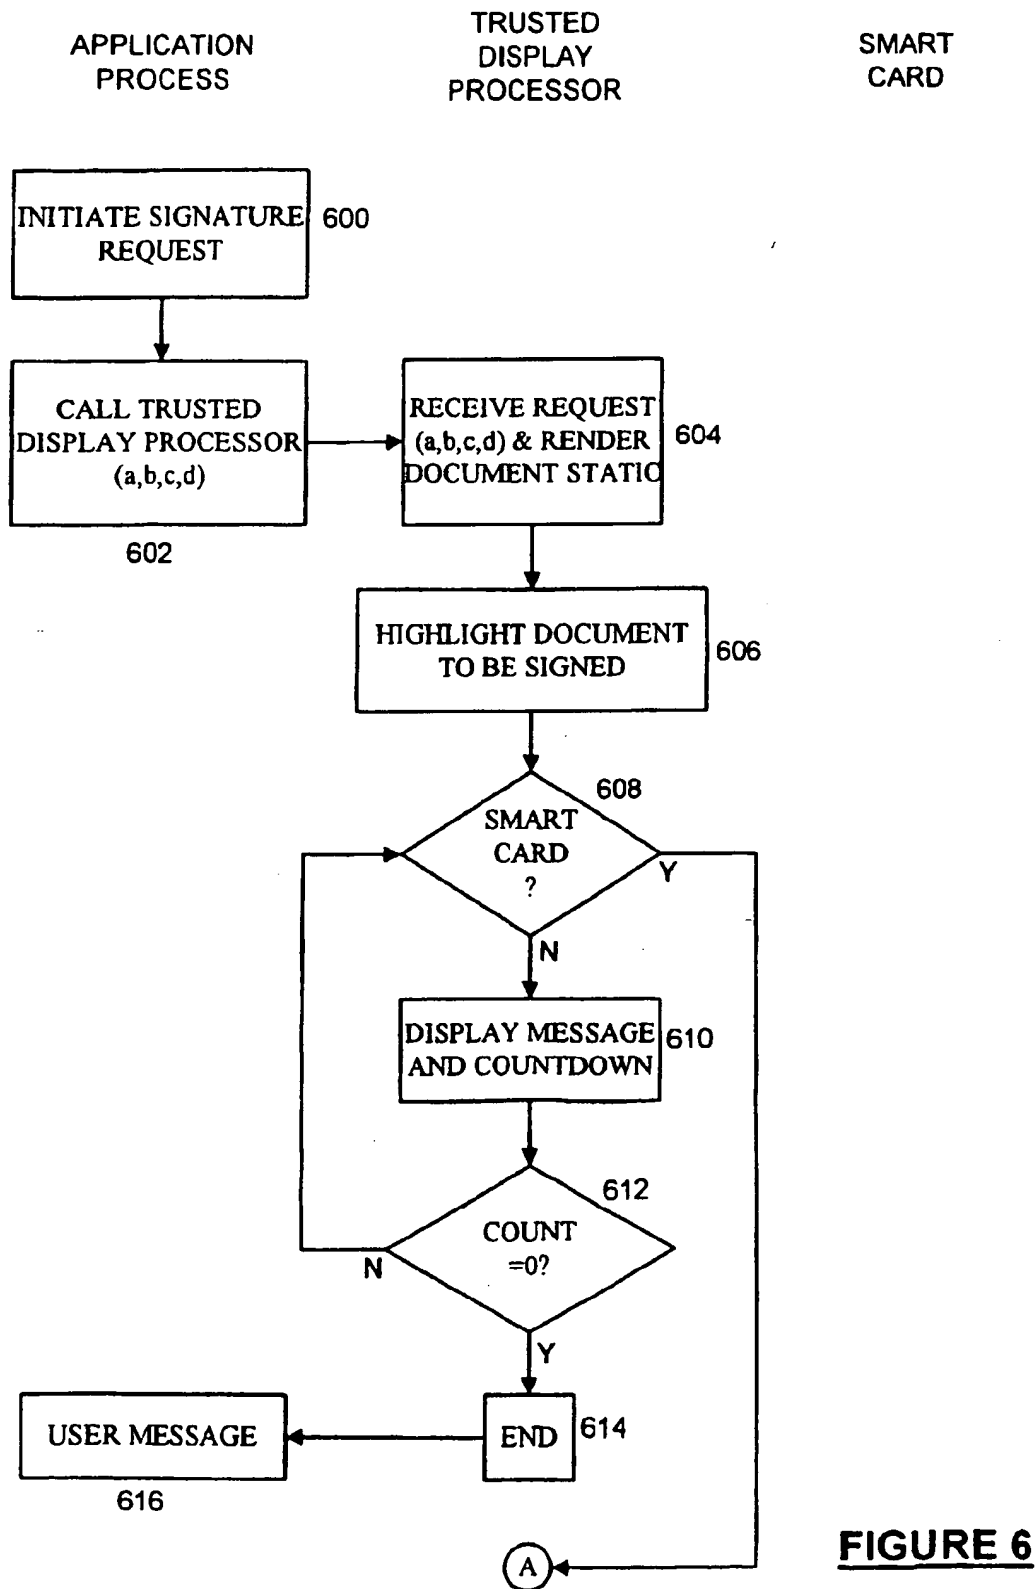 APPLICATION
PROCESS
TRUSTED
DISPLAY
PROCESSOR
SMART
CARD
INITIATE SIGNATURE
REQUEST
600
CALL TRUSTED
DISPLAY PROCESSOR
(a,b,c,d)
602
RECEIVE REQUEST
(a,b,c,d) & RENDER
DOCUMENT STATIC
604
HIGHLIGHT DOCUMENT
TO BE SIGNED
606
608
SMART
CARD
?
Y
N
DISPLAY MESSAGE
AND COUNTDOWN
610
612
COUNT
=0?
N
Y
USER MESSAGE
616
END
614
A
FIGURE 6